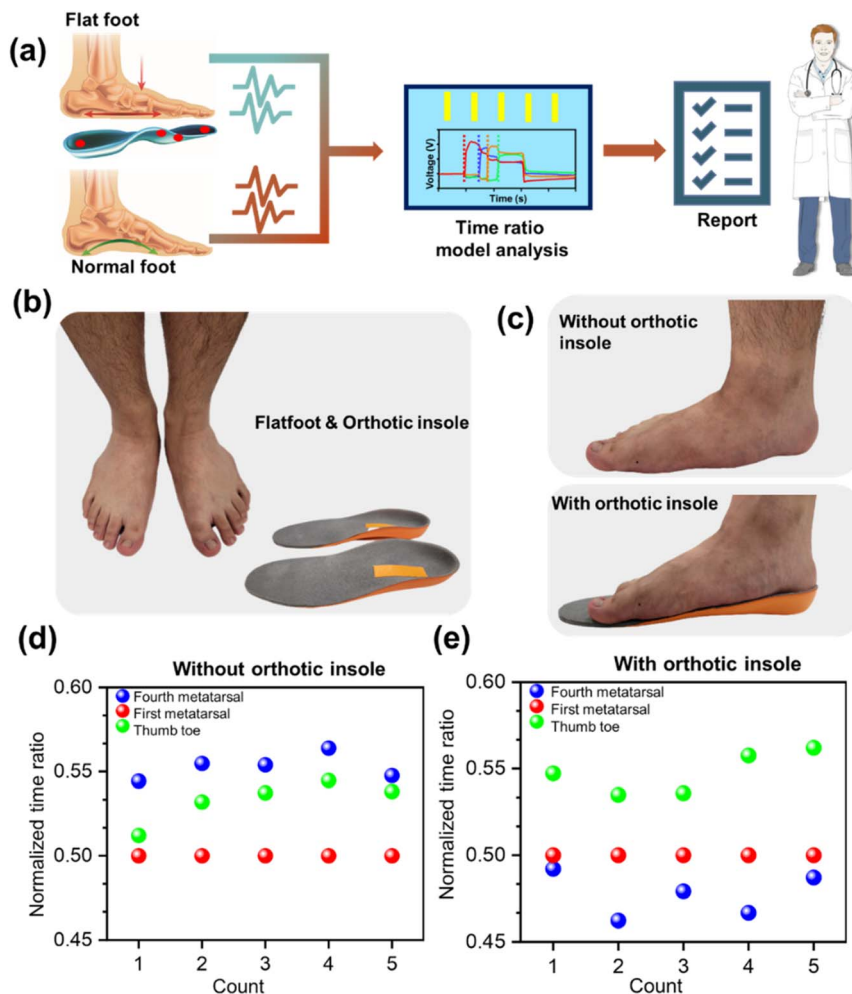 (a)
Flat foot
Normal foot
Voltage (V)
Time (s)
Time ratio
model analysis
Report
(b)
Flatfoot & Orthotic insole
(c)
Without orthotic
insole
With orthotic insole
(d)
Without orthotic insole
Fourth metatarsal
First metatarsal
Thumb toe
Normalized time ratio
0.60
0.55
0.50
0.45
1 2 3 4 5
Count
(e)
With orthotic insole
Fourth metatarsal
First metatarsal
Thumb toe
Normalized time ratio
0.60
0.55
0.50
0.45
1 2 3 4 5
Count